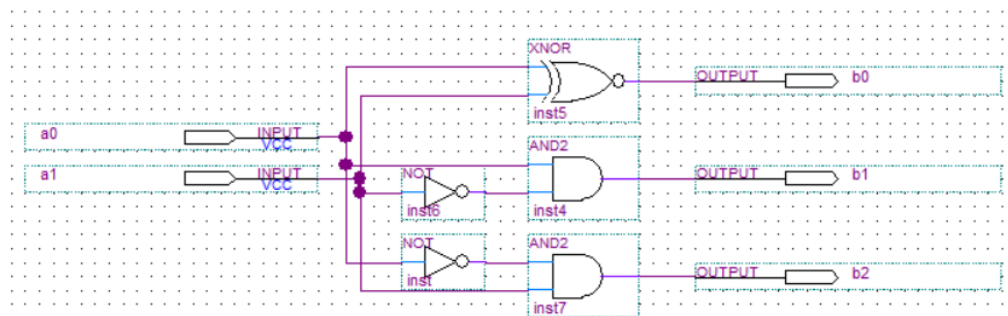 XNOR
OUTPUT b0
inst5
a0 INPUT
VCC
AND2
a1 INPUT
VCC
NOT
OUTPUT b1
inst6
inst4
NOT
AND2
OUTPUT b2
inst
inst7